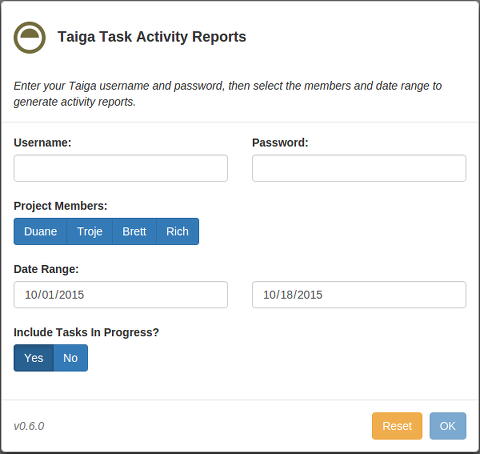 Taiga Task Activity Reports
Enter your Taiga username and password, then select the members and date range to
generate activity reports.
Username: Password:
Project Members:
Duane Troje Brett Rich
Date Range:
10/01/2015 10/18/2015
Include Tasks In Progress?
Yes No
v0.6.0 Reset OK